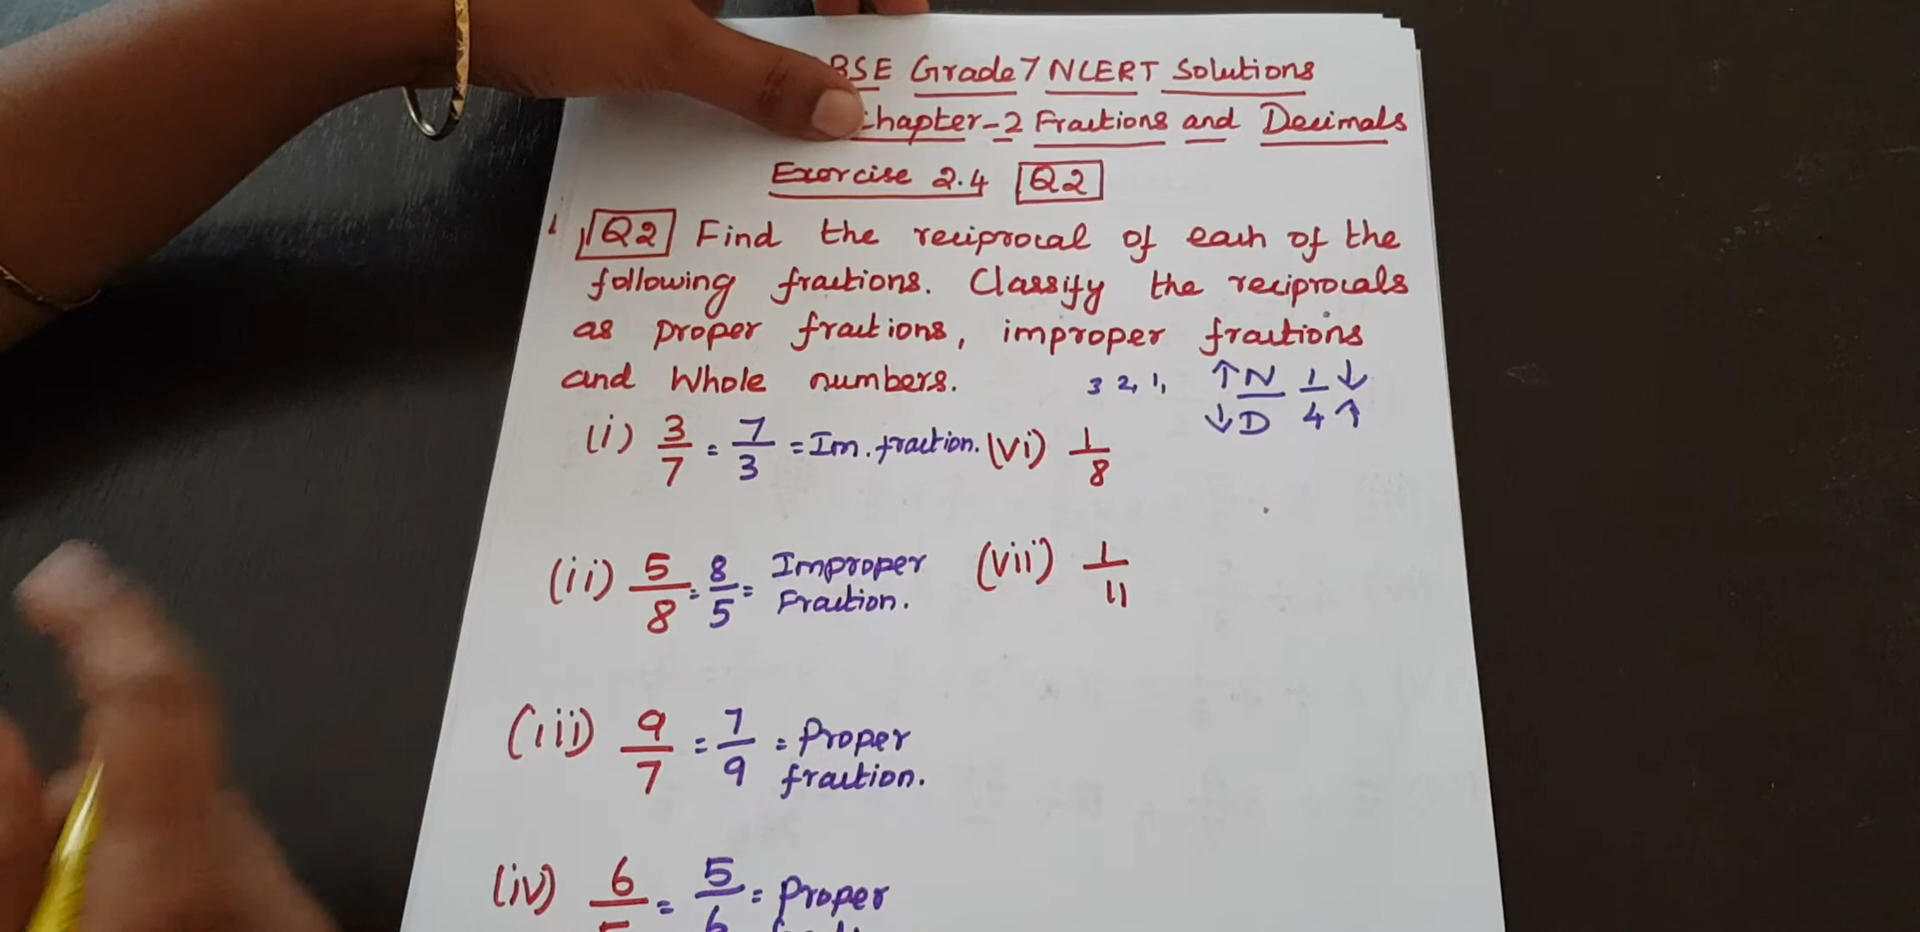 BSE Grade 7 NCERT Solutions
Chapter-2 Fractions and Decimals
Exercise 2.4 Q2
Q2 Find the reciprocal of each of the
following fractions. Classify the reciprocals
as proper fractions, improper fractions
and Whole numbers.
3 2, 1, ↑N/↓D 1↓/4↑
(i) 3/7 = 7/3 = Im. fraction. (vi) 1/8
(ii) 5/8 = 8/5 = Improper Fraction. (vii) 1/11
(iii) 9/7 = 7/9 = Proper
fraction.
(iv) 6/5 = 5/6 = Proper